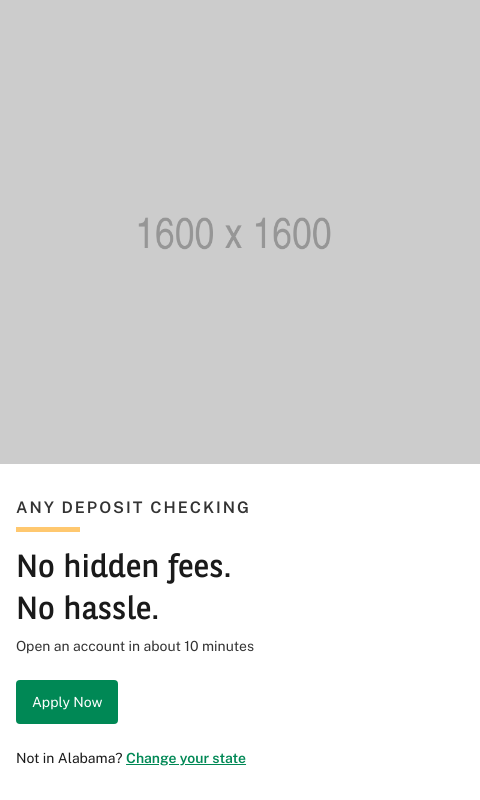 1600 x 1600
ANY DEPOSIT CHECKING
No hidden fees.
No hassle.
Open an account in about 10 minutes
Apply Now
Not in Alabama? Change your state